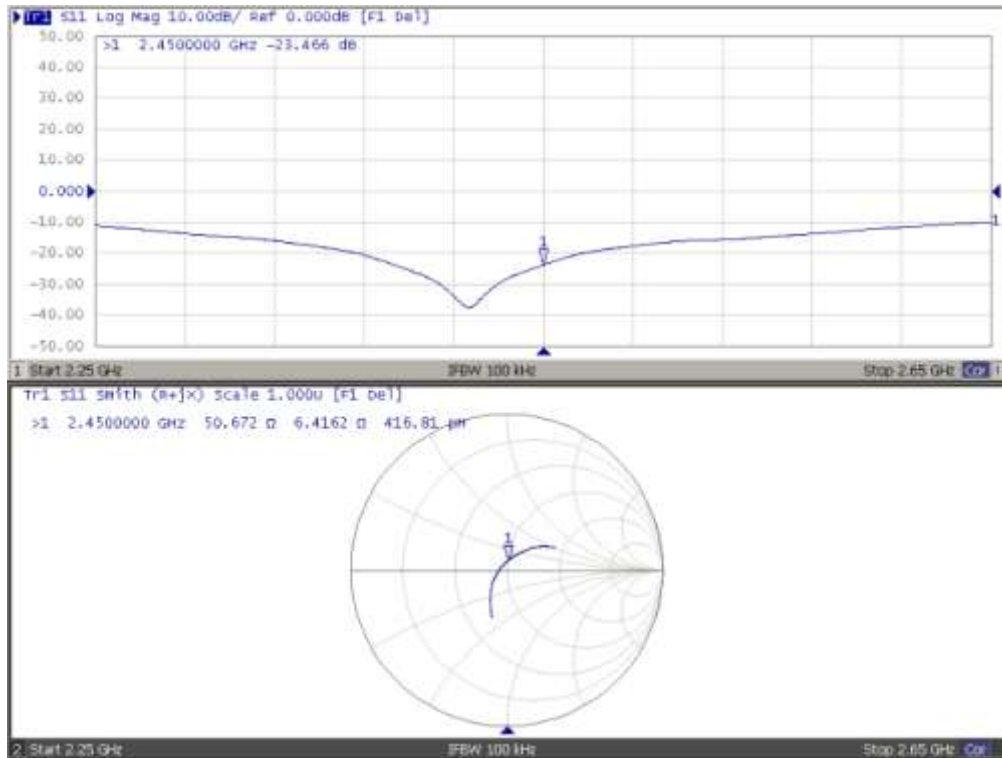 Tr1 S11 Log Mag 10.00dB/ Ref 0.000dB [F1 Del]
50.00
>1 2.4500000 GHz -23.466 dB
40.00
30.00
20.00
10.00
0.000
-10.00
1
1
-20.00
-30.00
-40.00
-50.00
1 Start 2.25 GHz IFBW 100 kHz Stop 2.65 GHz Cor
Tr1 S11 Smith (R+jX) Scale 1.000U [F1 Del]
>1 2.4500000 GHz 50.672 Ω 6.4162 Ω 416.81 pH
1
2 Start 2.25 GHz IFBW 100 kHz Stop 2.65 GHz Cor